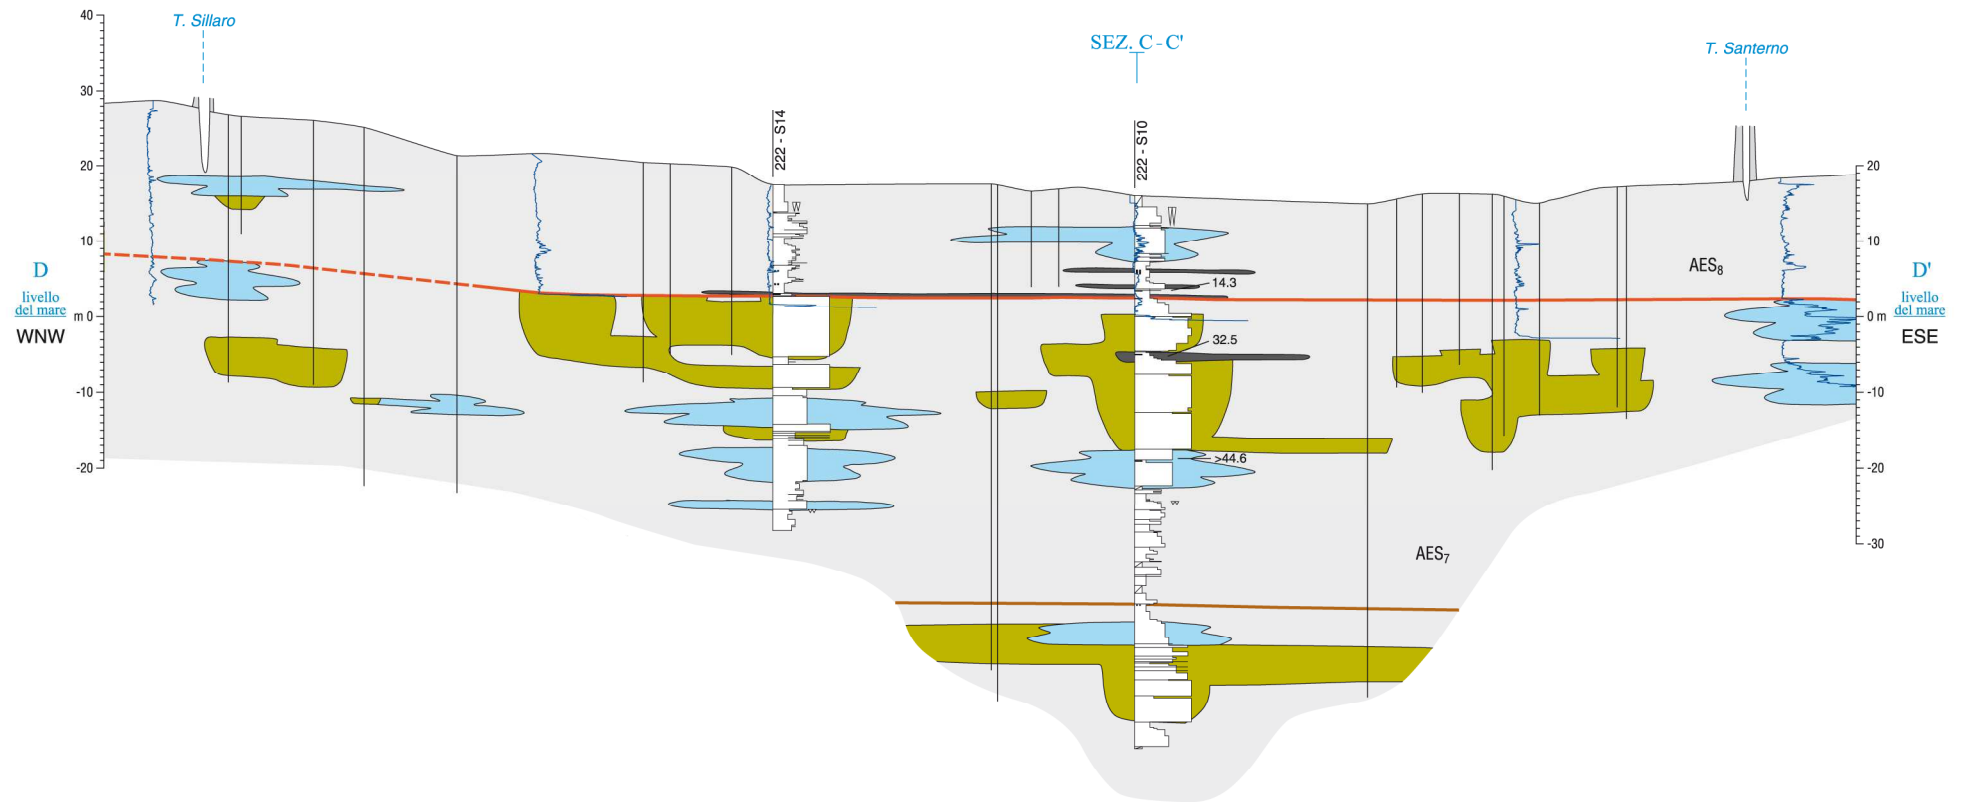 40
T. Sillaro
SEZ. C - C'
T. Santerno
30
222 - S14
222 - S10
20
20
10
10
D
livello
del mare
m 0
WNW
AES8
D'
livello
del mare
0 m
ESE
14.3
32.5
-10
-10
>44.6
-20
-20
-30
AES7